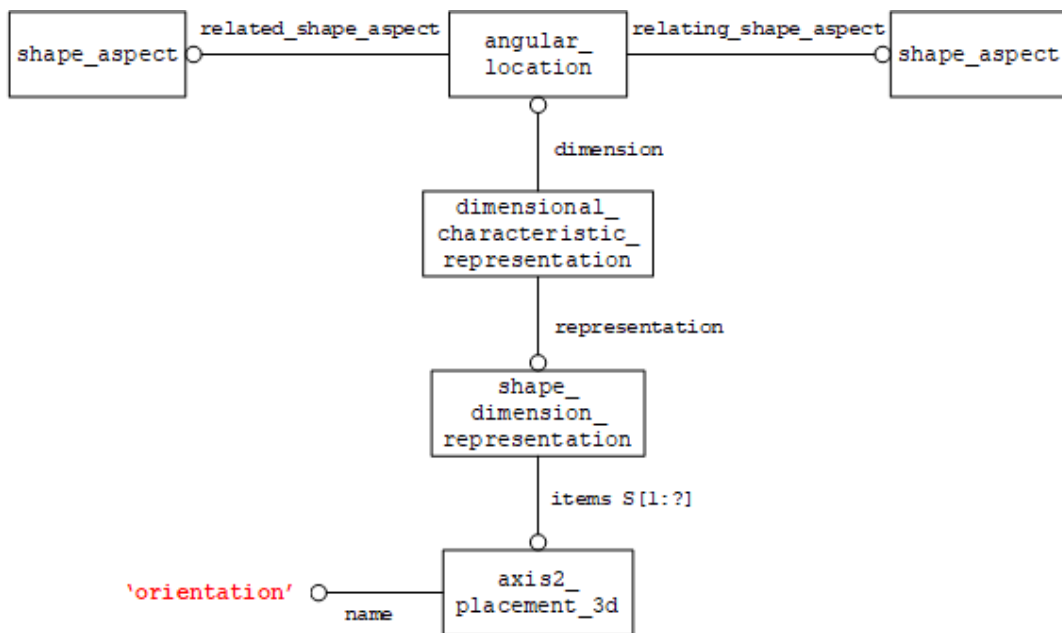 related_shape_aspect
relating_shape_aspect
shape_aspect
angular_
location
shape_aspect
dimension
dimensional_
characteristic_
representation
representation
shape_
dimension_
representation
items S[1:?]
‘orientation’
name
axis2_
placement_3d